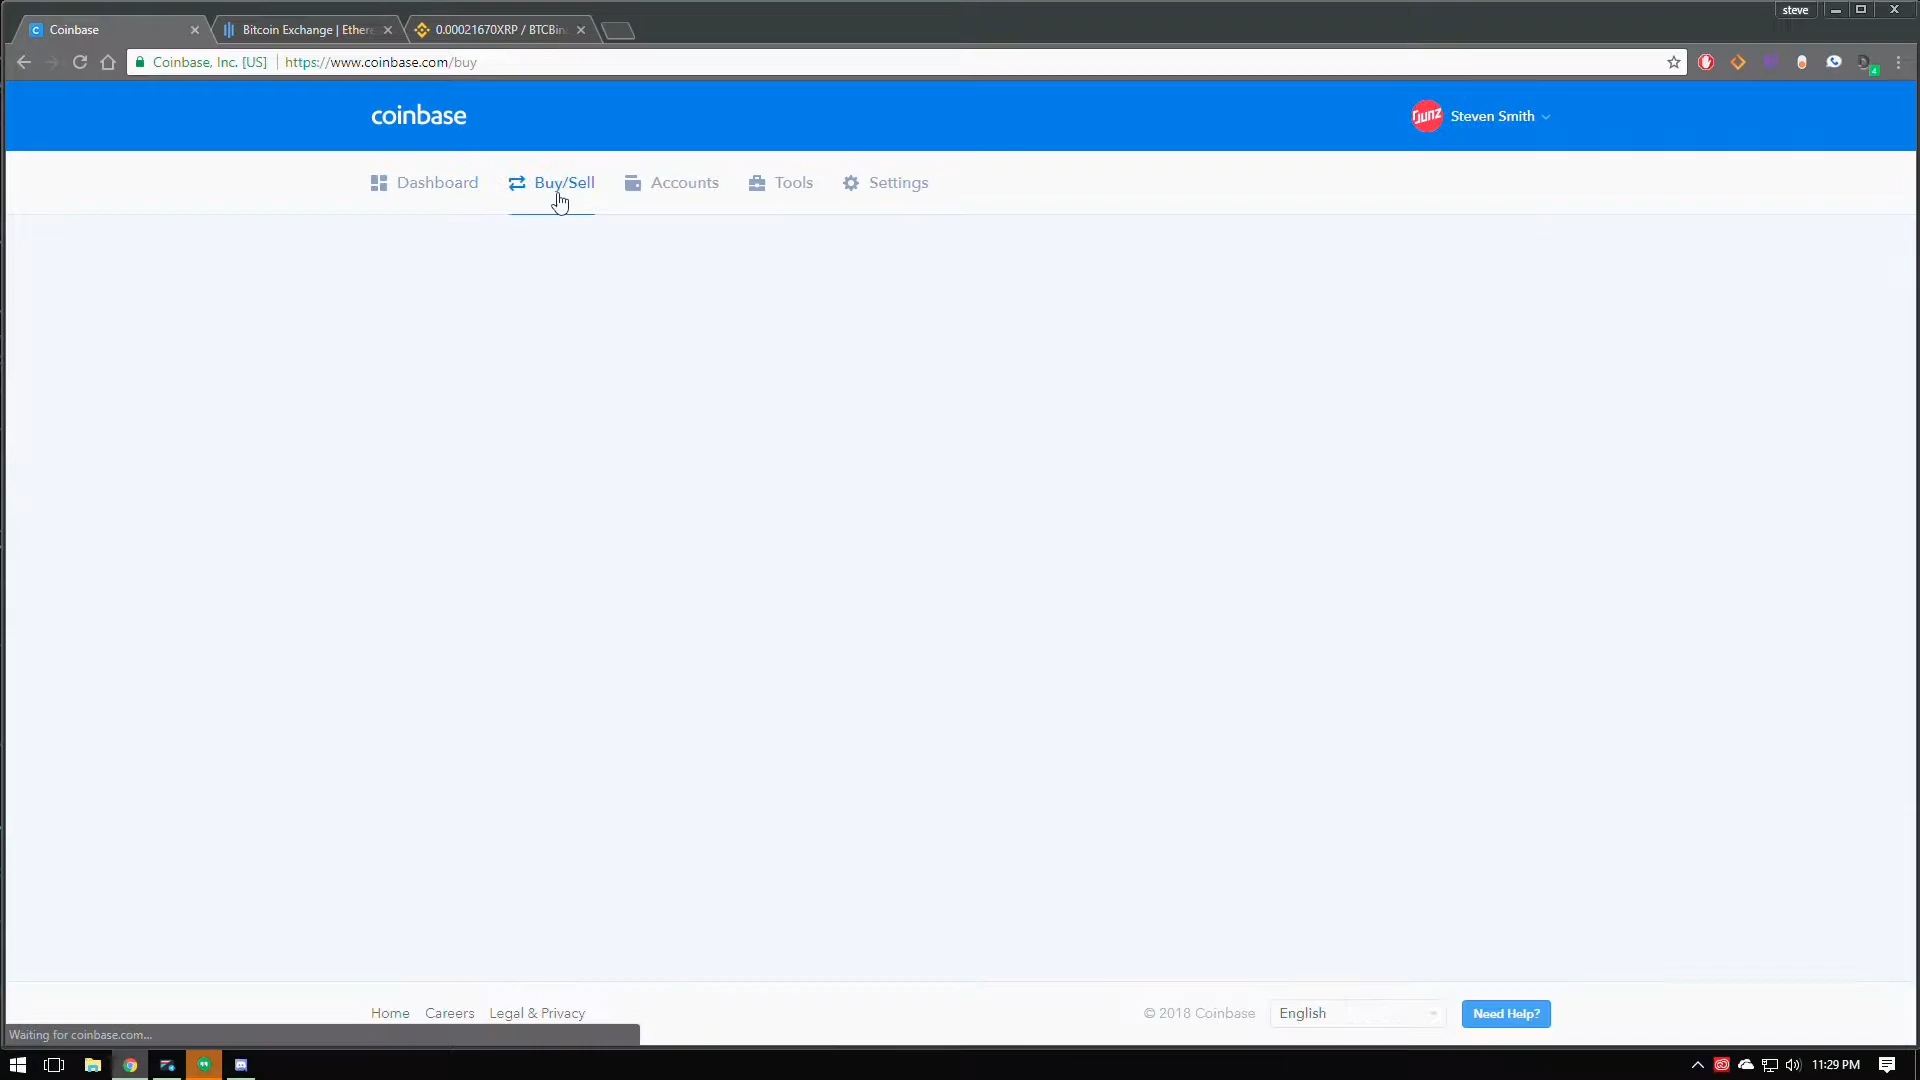 steve
Coinbase
Bitcoin Exchange | Ethere
0.00021670XRP / BTCBin
Coinbase, Inc. [US]
https://www.coinbase.com/buy
coinbase
Gunz
Steven Smith
Dashboard
Buy/Sell
Accounts
Tools
Settings
Home
Careers
Legal & Privacy
© 2018 Coinbase
English
Need Help?
Waiting for coinbase.com...
11:29 PM